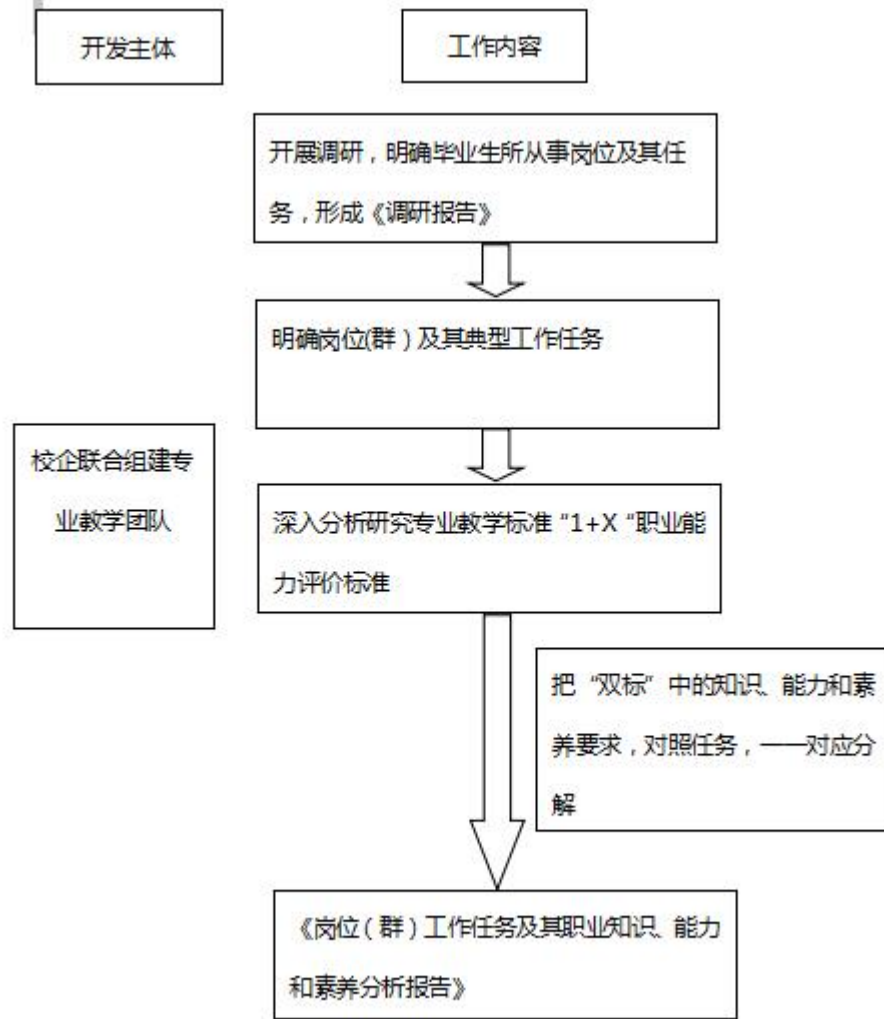 开发主体
工作内容
开展调研，明确毕业生所从事岗位及其任
务，形成《调研报告》
明确岗位(群）及其典型工作任务
校企联合组建专
业教学团队
深入分析研究专业教学标准“1+X “职业能
力评价标准
把“双标”中的知识、能力和素
养要求，对照任务，一一对应分
解
《岗位（群）工作任务及其职业知识、能力
和素养分析报告》